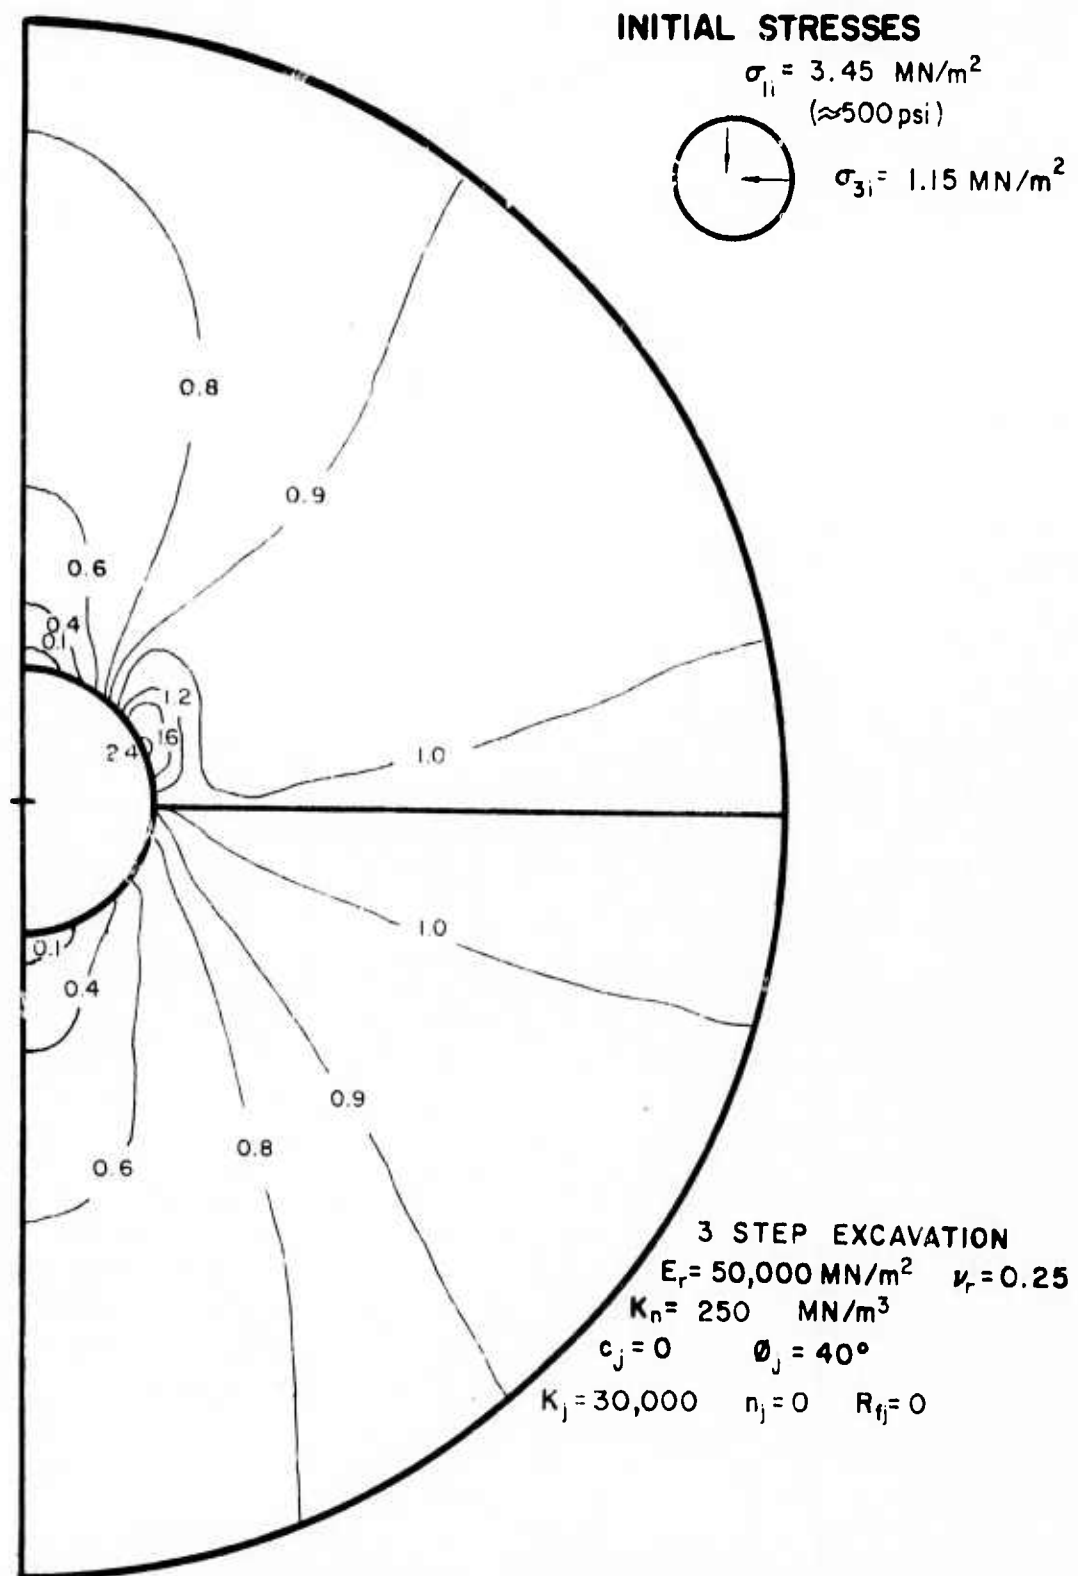 INITIAL STRESSES
σ1i = 3.45 MN/m²
(≈500 psi)
σ3i = 1.15 MN/m²
0.8
0.9
0.6
0.4
0.1
1.2
1.6
2.4
1.0
1.0
0.1
0.4
0.9
0.8
0.6
3 STEP EXCAVATION
Er = 50,000 MN/m² νr = 0.25
Kn = 250 MN/m³
cj = 0 Øj = 40°
Kj = 30,000 nj = 0 Rfj = 0